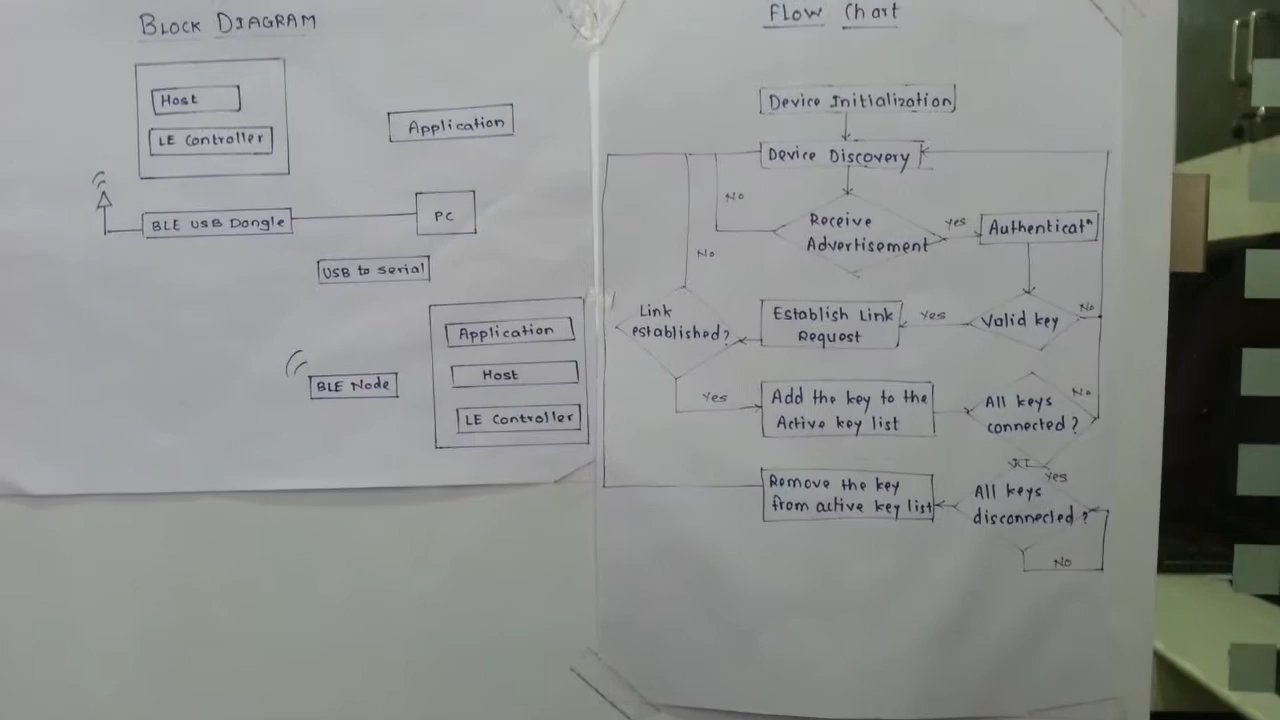 BLOCK DIAGRAM
Host
LE Controller
Application
BLE USB Dongle
PC
USB to serial
Application
Host
LE Controller
BLE Node
Flow Chart
Device Initialization
Device Discovery
No
Receive
Advertisement
yes
Authenticatⁿ
No
Link
established?
Establish Link
Request
Yes
Valid key
No
Yes
Add the key to the
Active key list
All keys
connected?
No
Yes
Remove the key
from active key list
All keys
disconnected?
No